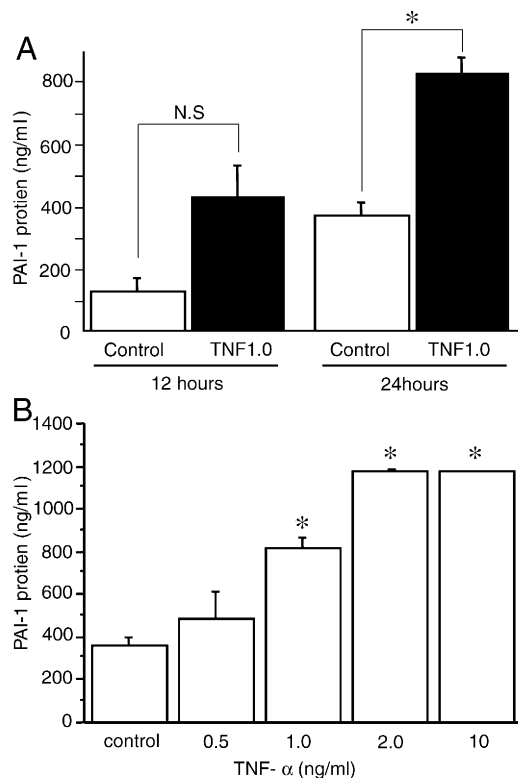 A
*
N.S
PAI-1 protien (ng/ml)
800
600
400
200
0
Control TNF1.0 Control TNF1.0
12 hours 24hours
B
PAI-1 protien (ng/ml)
1400
1200
1000
800
600
400
200
0
* * *
control 0.5 1.0 2.0 10
TNF- α (ng/ml)